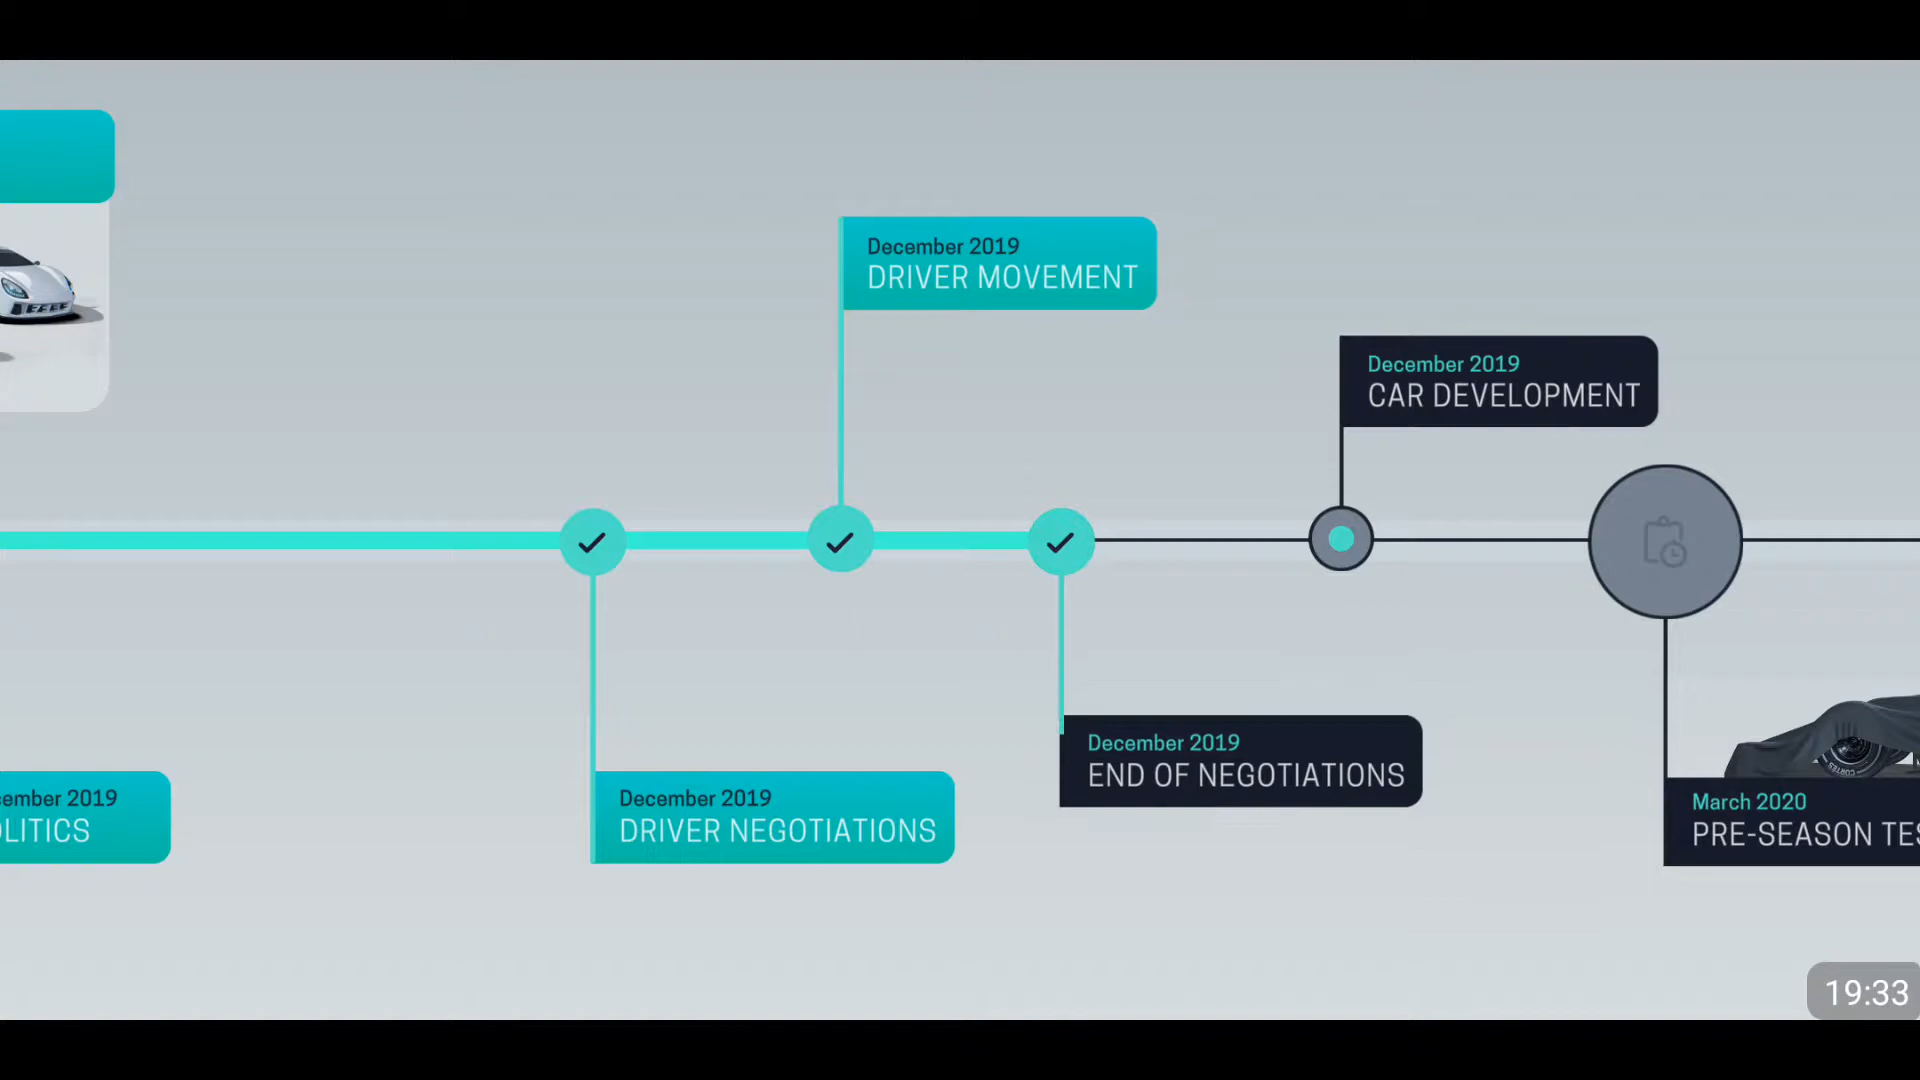 December 2019
DRIVER MOVEMENT
December 2019
CAR DEVELOPMENT
December 2019
END OF NEGOTIATIONS
ember 2019
LITICS
December 2019
DRIVER NEGOTIATIONS
CORTES
March 2020
PRE-SEASON TES
19:33